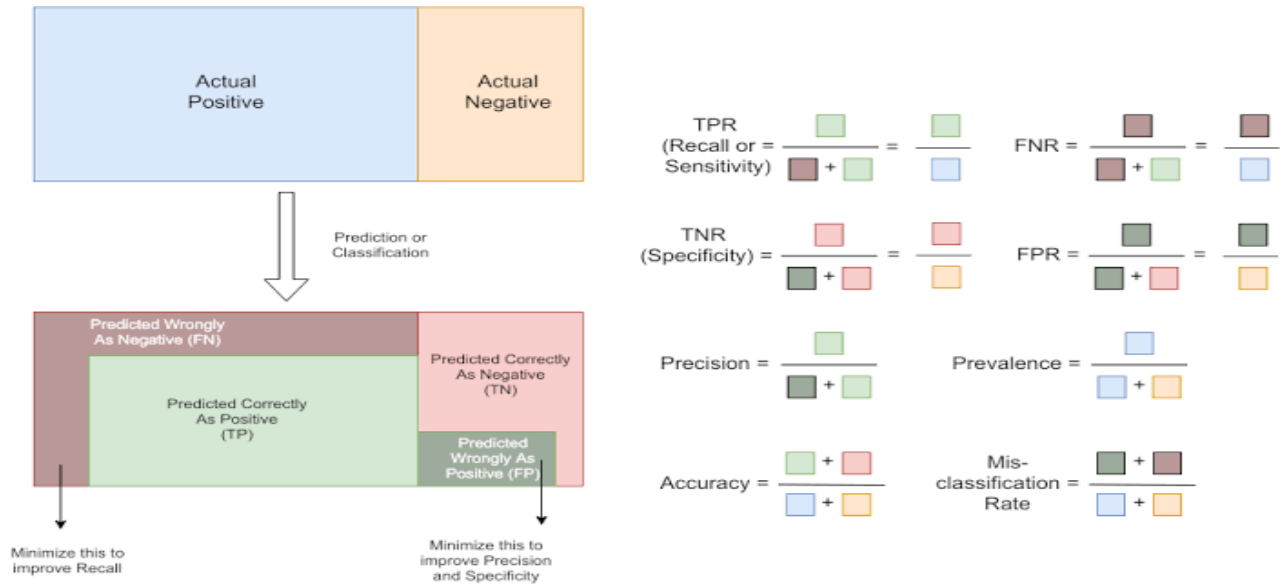 Actual
Positive
Actual
Negative
Prediction or
Classification
Predicted Wrongly
As Negative (FN)
Predicted Correctly
As Positive
(TP)
Predicted Correctly
As Negative
(TN)
Predicted
Wrongly As
Positive (FP)
Minimize this to
improve Recall
Minimize this to
improve Precision
and Specificity
TPR
(Recall or =
Sensitivity)
+
=
FNR =
+
=
TNR
(Specificity) =
+
=
FPR =
+
=
Precision =
+
Prevalence =
+
Accuracy =
+
+
Mis-
classification =
Rate
+
+